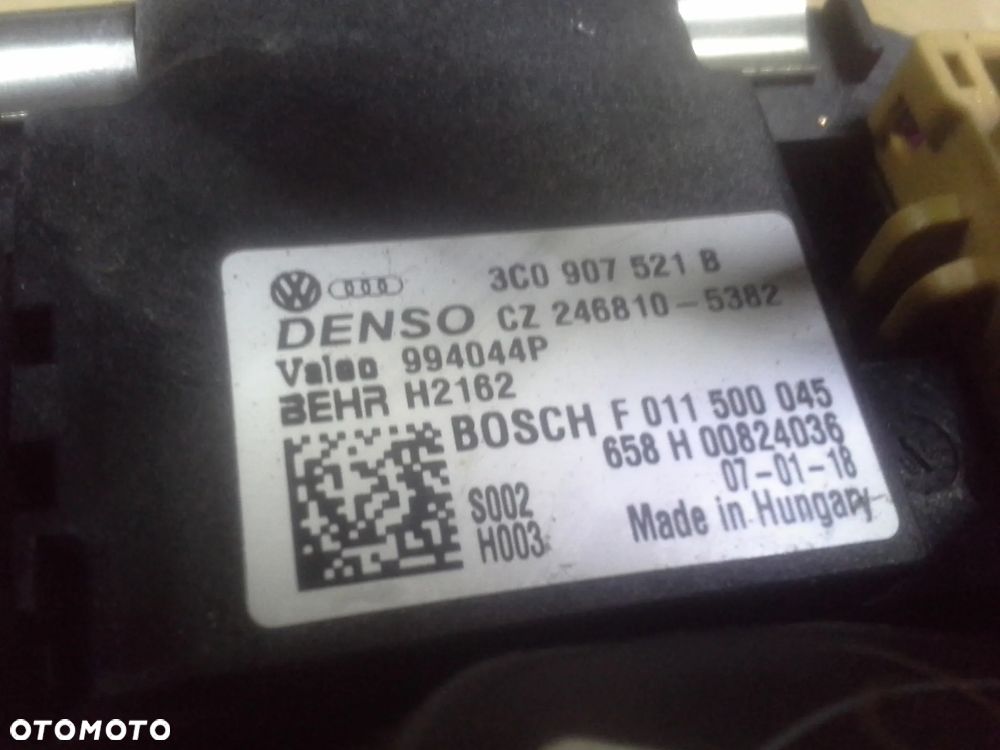 3C0 907 521 B
DENSO CZ 246810-5382
Valeo 994044P
BEHR H2162
BOSCH F 011 500 045
658 H 00824036
07-01-18
S002
H003
Made in Hungary
OTOMOTO